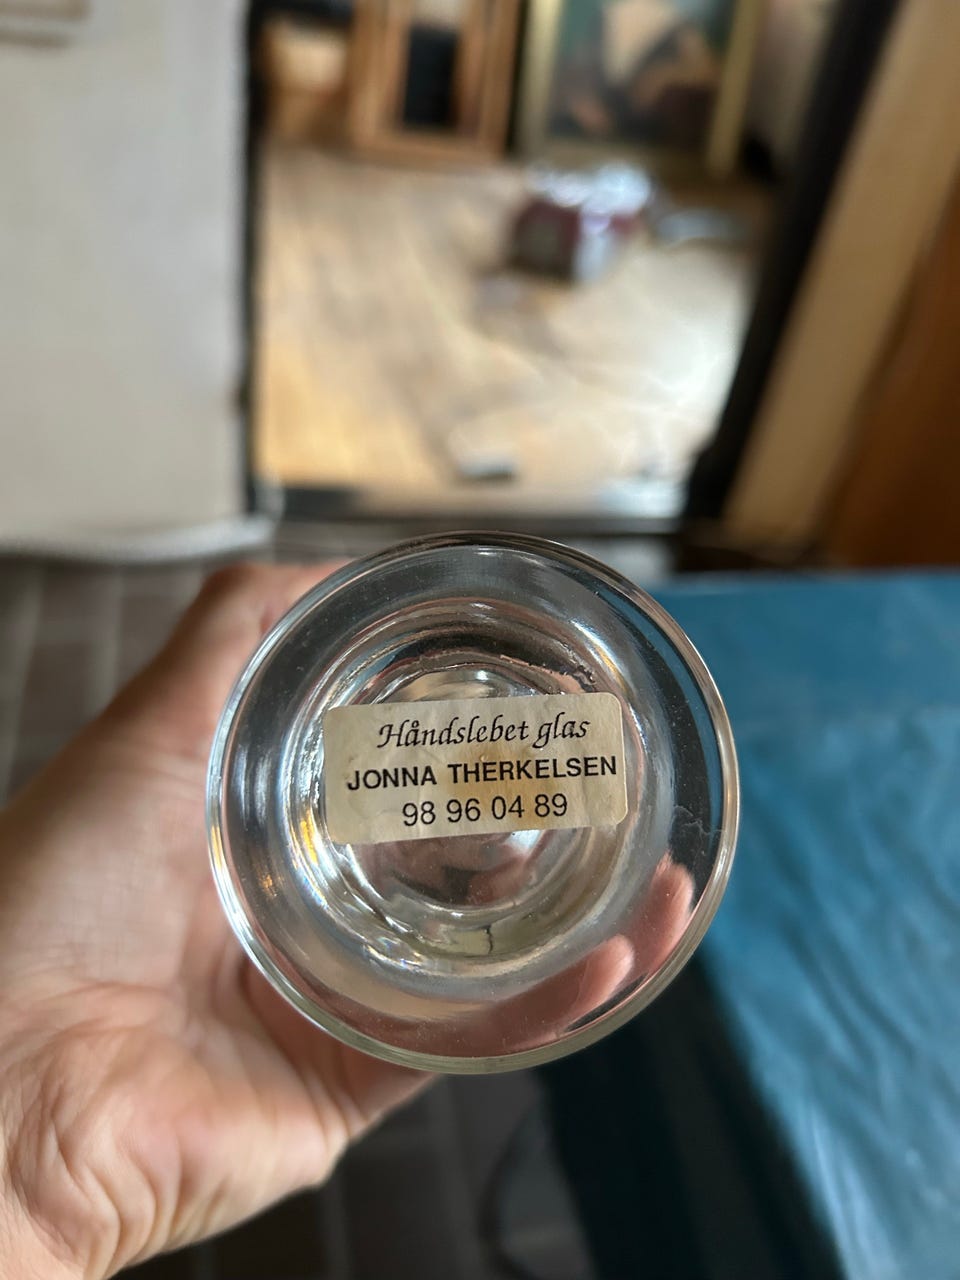 Håndslebet glas
JONNA THERKELSEN
98 96 04 89